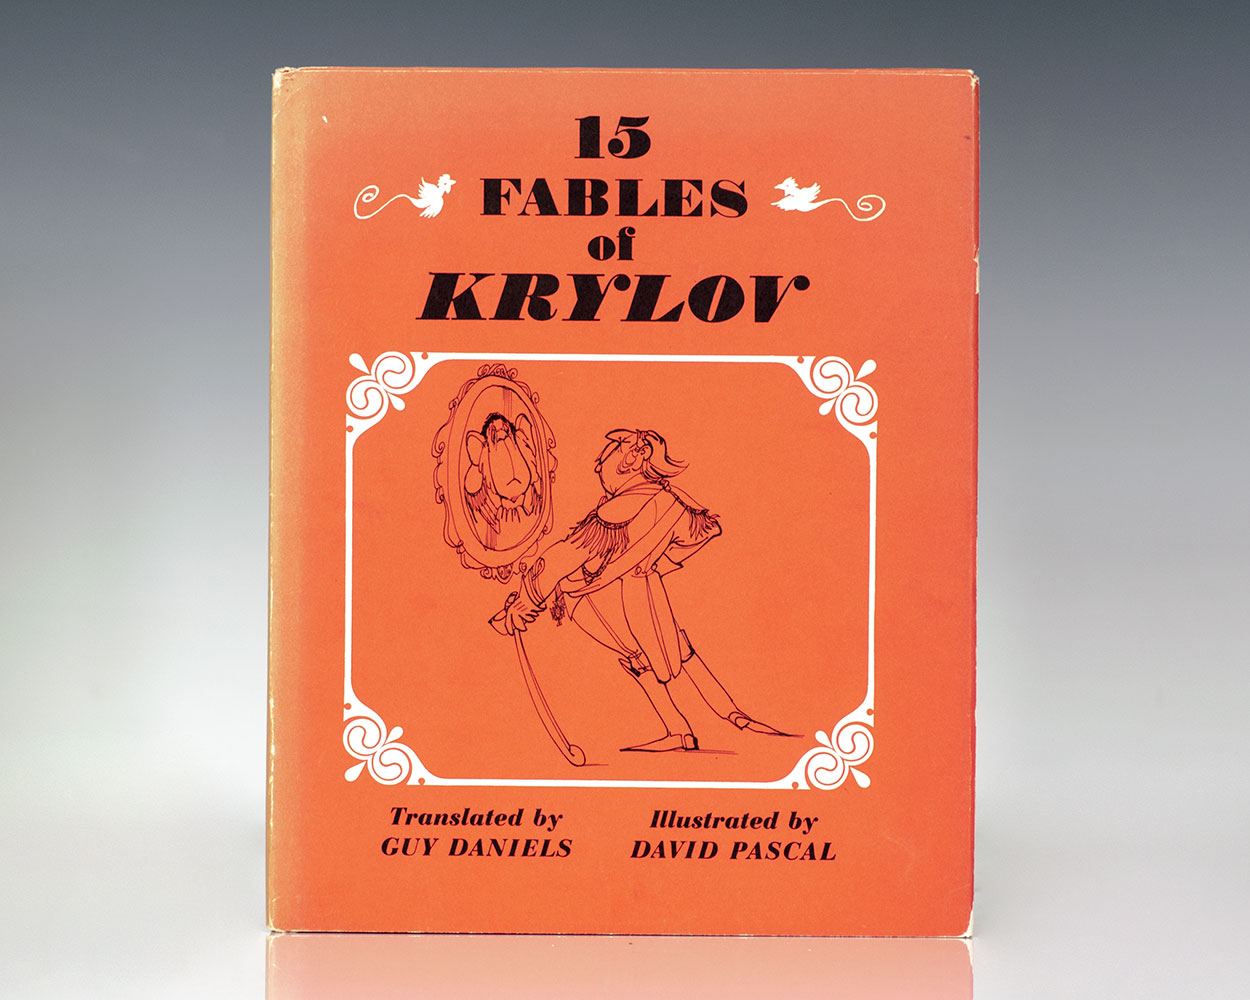 15
FABLES
of
KRYLOV
Translated by
GUY DANIELS
Illustrated by
DAVID PASCAL